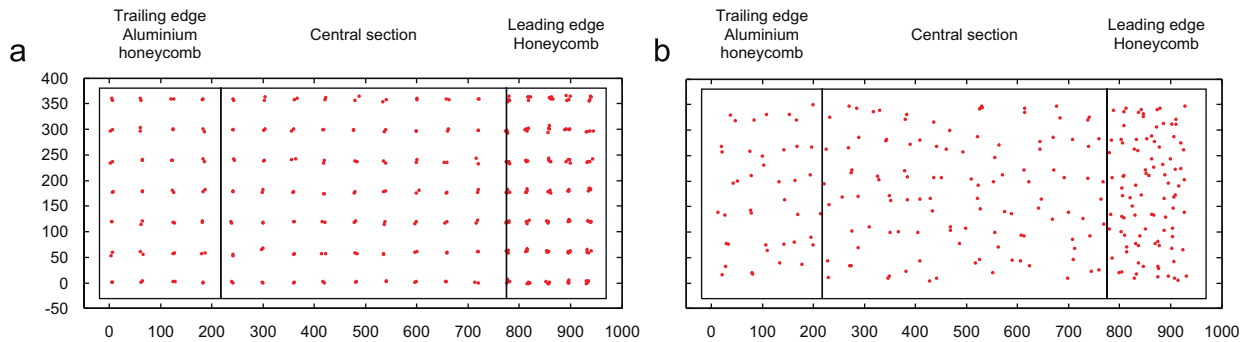 a
Trailing edge
Aluminium
honeycomb
Central section
Leading edge
Honeycomb
400
350
300
250
200
150
100
50
0
-50
0 100 200 300 400 500 600 700 800 900 1000
b
Trailing edge
Aluminium
honeycomb
Central section
Leading edge
Honeycomb
0 100 200 300 400 500 600 700 800 900 1000